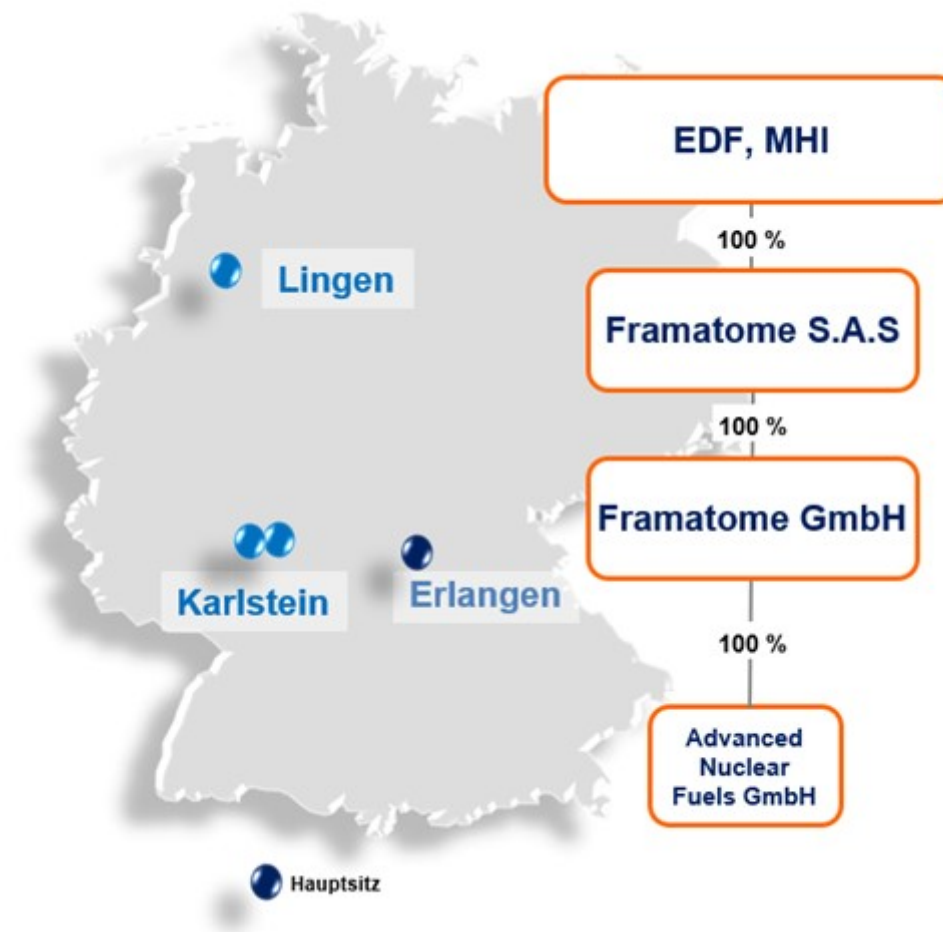 EDF, MHI
100 %
Lingen
Framatome S.A.S
100 %
Framatome GmbH
Karlstein
Erlangen
100 %
Advanced
Nuclear
Fuels GmbH
Hauptsitz